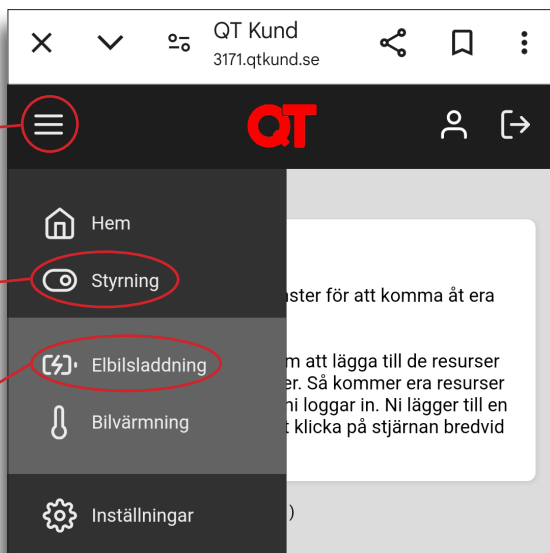 QT Kund
3171.qtkund.se
QT
Hem
Styrning
Elbilsladdning
Bilvärmning
Inställningar
ster för att komma åt era
m att lägga till de resurser
er. Så kommer era resurser
ni loggar in. Ni lägger till en
t klicka på stjärnan bredvid
)